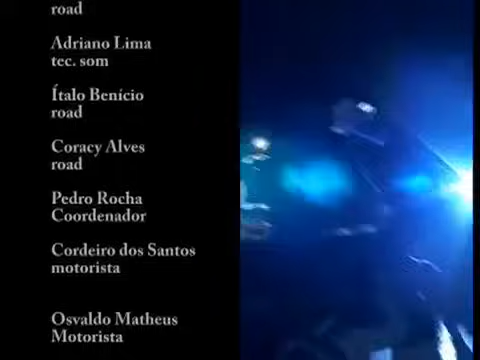 road
Adriano Lima
tec. som
Ítalo Benício
road
Coracy Alves
road
Pedro Rocha
Coordenador
Cordeiro dos Santos
motorista
Osvaldo Matheus
Motorista